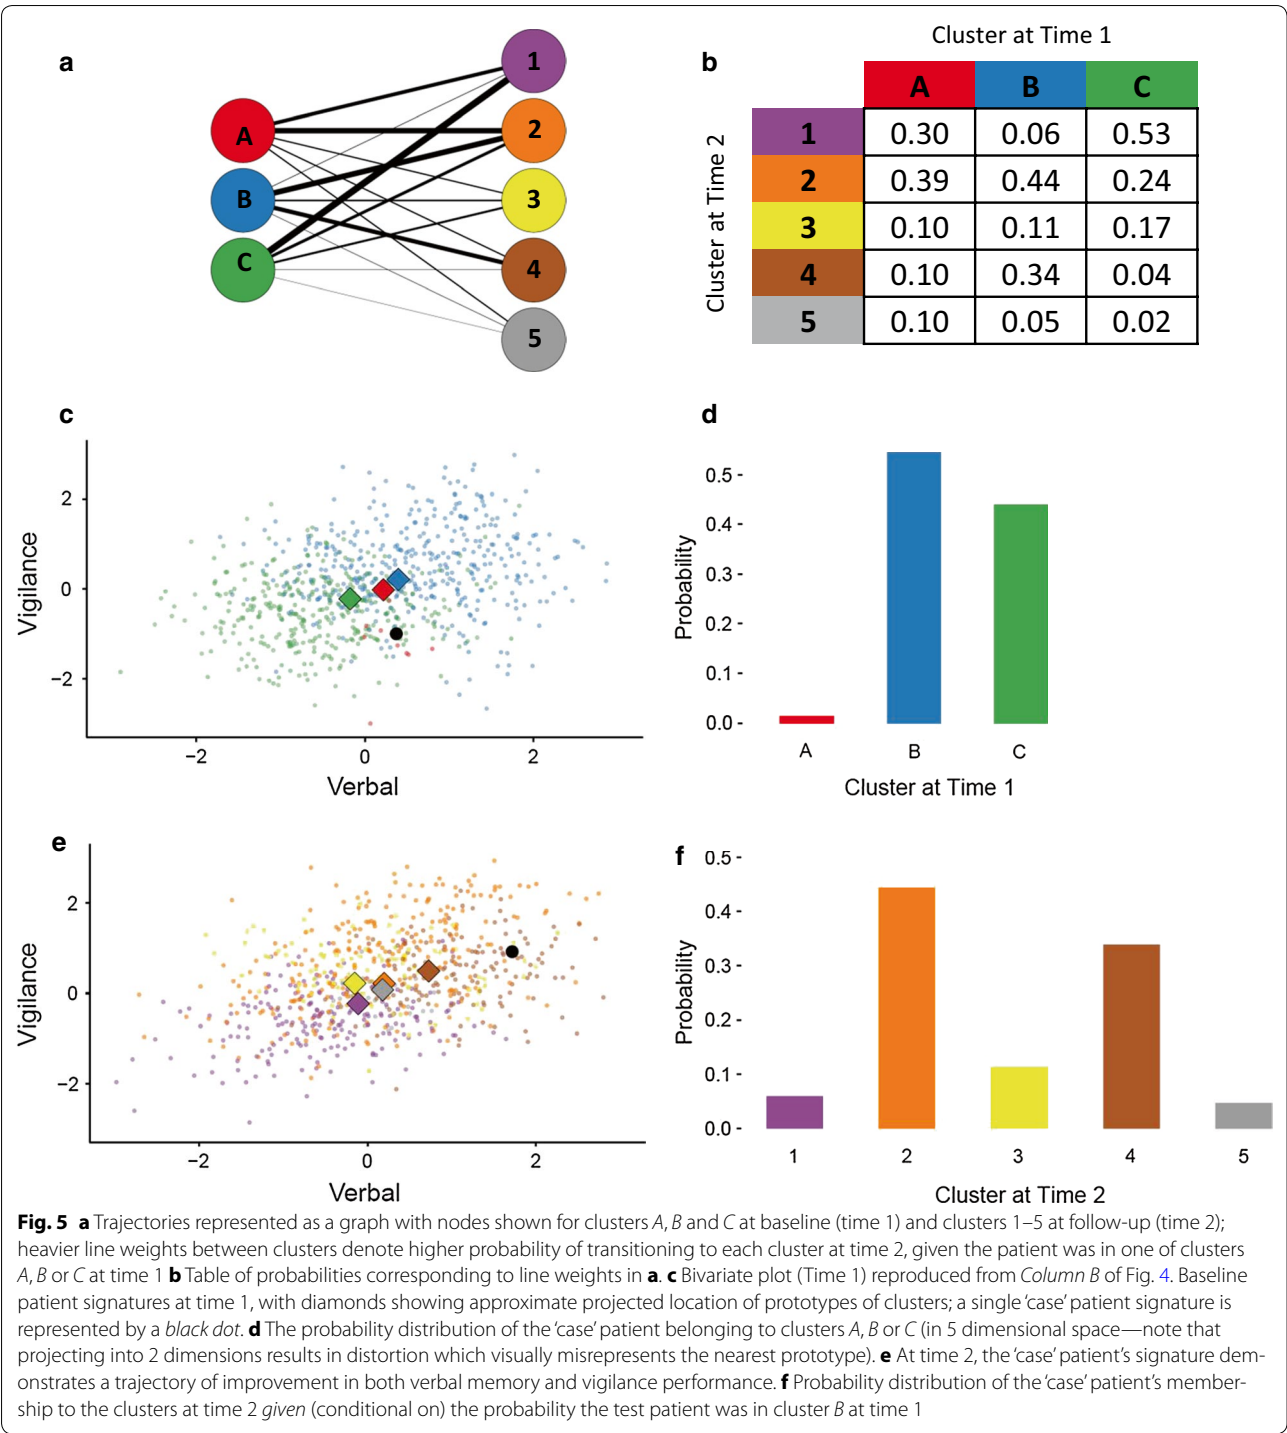 a
A
B
C
1
2
3
4
5
b
Cluster at Time 1
A B C
Cluster at Time 2
1 0.30 0.06 0.53
2 0.39 0.44 0.24
3 0.10 0.11 0.17
4 0.10 0.34 0.04
5 0.10 0.05 0.02
c
Vigilance
2
0
−2
−2 0 2
Verbal
d
Probability
0.5
0.4
0.3
0.2
0.1
0.0
A B C
Cluster at Time 1
e
Vigilance
2
0
−2
−2 0 2
Verbal
f
Probability
0.5
0.4
0.3
0.2
0.1
0.0
1 2 3 4 5
Cluster at Time 2
Fig. 5 a Trajectories represented as a graph with nodes shown for clusters A, B and C at baseline (time 1) and clusters 1–5 at follow-up (time 2);
heavier line weights between clusters denote higher probability of transitioning to each cluster at time 2, given the patient was in one of clusters
A, B or C at time 1 b Table of probabilities corresponding to line weights in a. c Bivariate plot (Time 1) reproduced from Column B of Fig. 4. Baseline
patient signatures at time 1, with diamonds showing approximate projected location of prototypes of clusters; a single ‘case’ patient signature is
represented by a black dot. d The probability distribution of the ‘case’ patient belonging to clusters A, B or C (in 5 dimensional space—note that
projecting into 2 dimensions results in distortion which visually misrepresents the nearest prototype). e At time 2, the ‘case’ patient’s signature dem-
onstrates a trajectory of improvement in both verbal memory and vigilance performance. f Probability distribution of the ‘case’ patient’s member-
ship to the clusters at time 2 given (conditional on) the probability the test patient was in cluster B at time 1